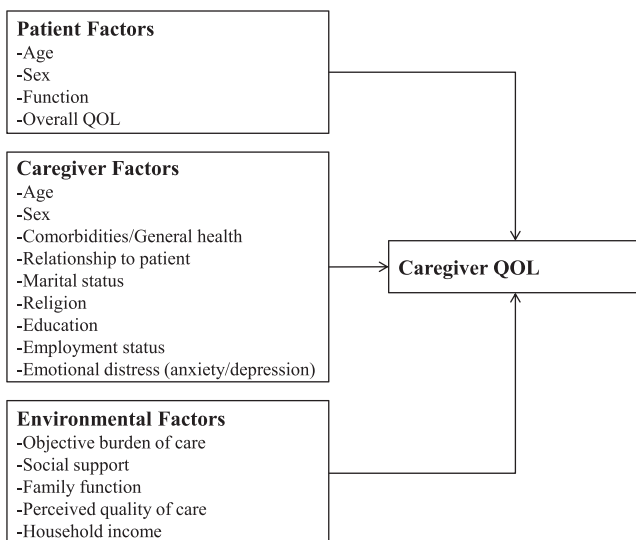 Patient Factors
-Age
-Sex
-Function
-Overall QOL
Caregiver Factors
-Age
-Sex
-Comorbidities/General health
-Relationship to patient
-Marital status
-Religion
-Education
-Employment status
-Emotional distress (anxiety/depression)
Caregiver QOL
Environmental Factors
-Objective burden of care
-Social support
-Family function
-Perceived quality of care
-Household income